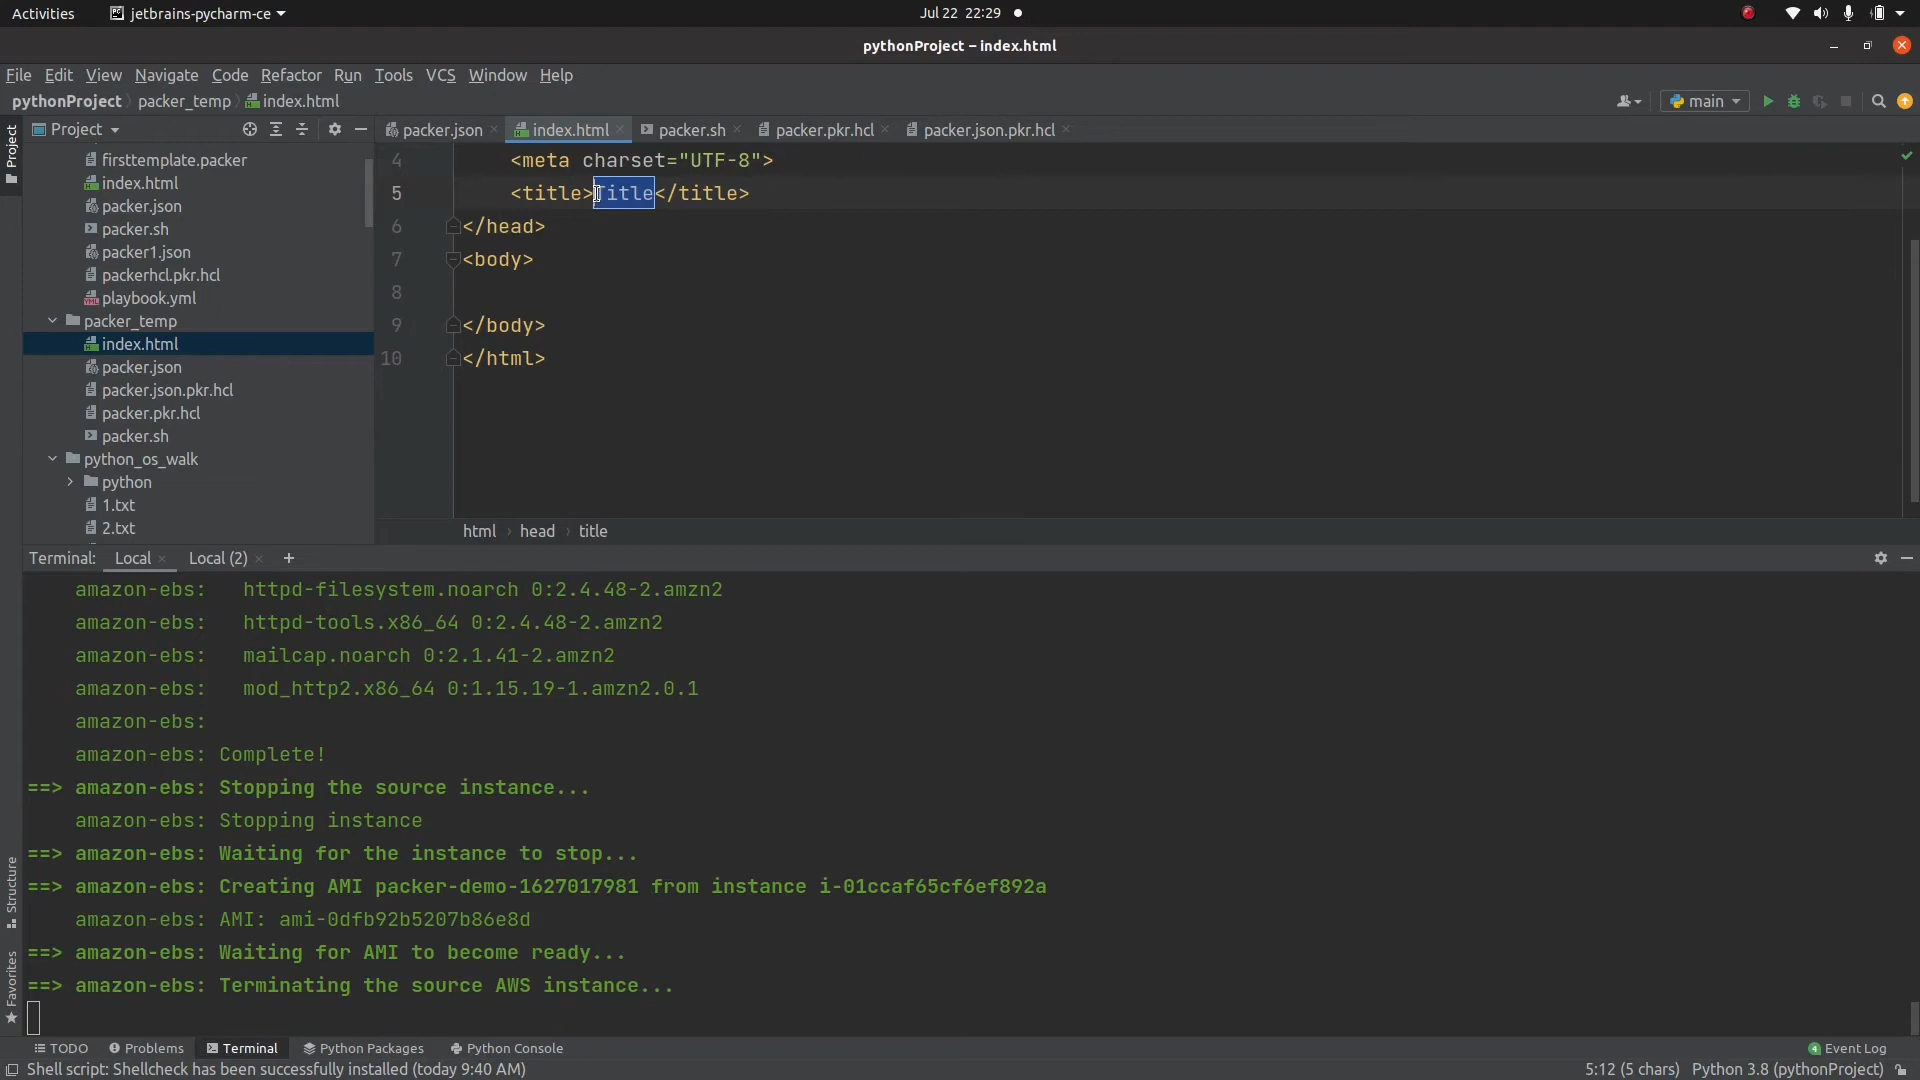 Activities jetbrains-pycharm-ce Jul 22 22:29
pythonProject – index.html
File Edit View Navigate Code Refactor Run Tools VCS Window Help
pythonProject packer_temp index.html main
Project
packer.json index.html packer.sh packer.pkr.hcl packer.json.pkr.hcl
Project
firsttemplate.packer
index.html
packer.json
packer.sh
packer1.json
packerhcl.pkr.hcl
playbook.yml
packer_temp
index.html
packer.json
packer.json.pkr.hcl
packer.pkr.hcl
packer.sh
python_os_walk
python
1.txt
2.txt
4 <meta charset="UTF-8">
5 <title>Title</title>
6 </head>
7 <body>
8
9 </body>
10 </html>
html head title
Terminal: Local Local (2) +
amazon-ebs: httpd-filesystem.noarch 0:2.4.48-2.amzn2
amazon-ebs: httpd-tools.x86_64 0:2.4.48-2.amzn2
amazon-ebs: mailcap.noarch 0:2.1.41-2.amzn2
amazon-ebs: mod_http2.x86_64 0:1.15.19-1.amzn2.0.1
amazon-ebs:
amazon-ebs: Complete!
==> amazon-ebs: Stopping the source instance...
amazon-ebs: Stopping instance
==> amazon-ebs: Waiting for the instance to stop...
==> amazon-ebs: Creating AMI packer-demo-1627017981 from instance i-01ccaf65cf6ef892a
amazon-ebs: AMI: ami-0dfb92b5207b86e8d
==> amazon-ebs: Waiting for AMI to become ready...
==> amazon-ebs: Terminating the source AWS instance...
Structure
Favorites
TODO Problems Terminal Python Packages Python Console 4 Event Log
Shell script: Shellcheck has been successfully installed (today 9:40 AM) 5:12 (5 chars) Python 3.8 (pythonProject)